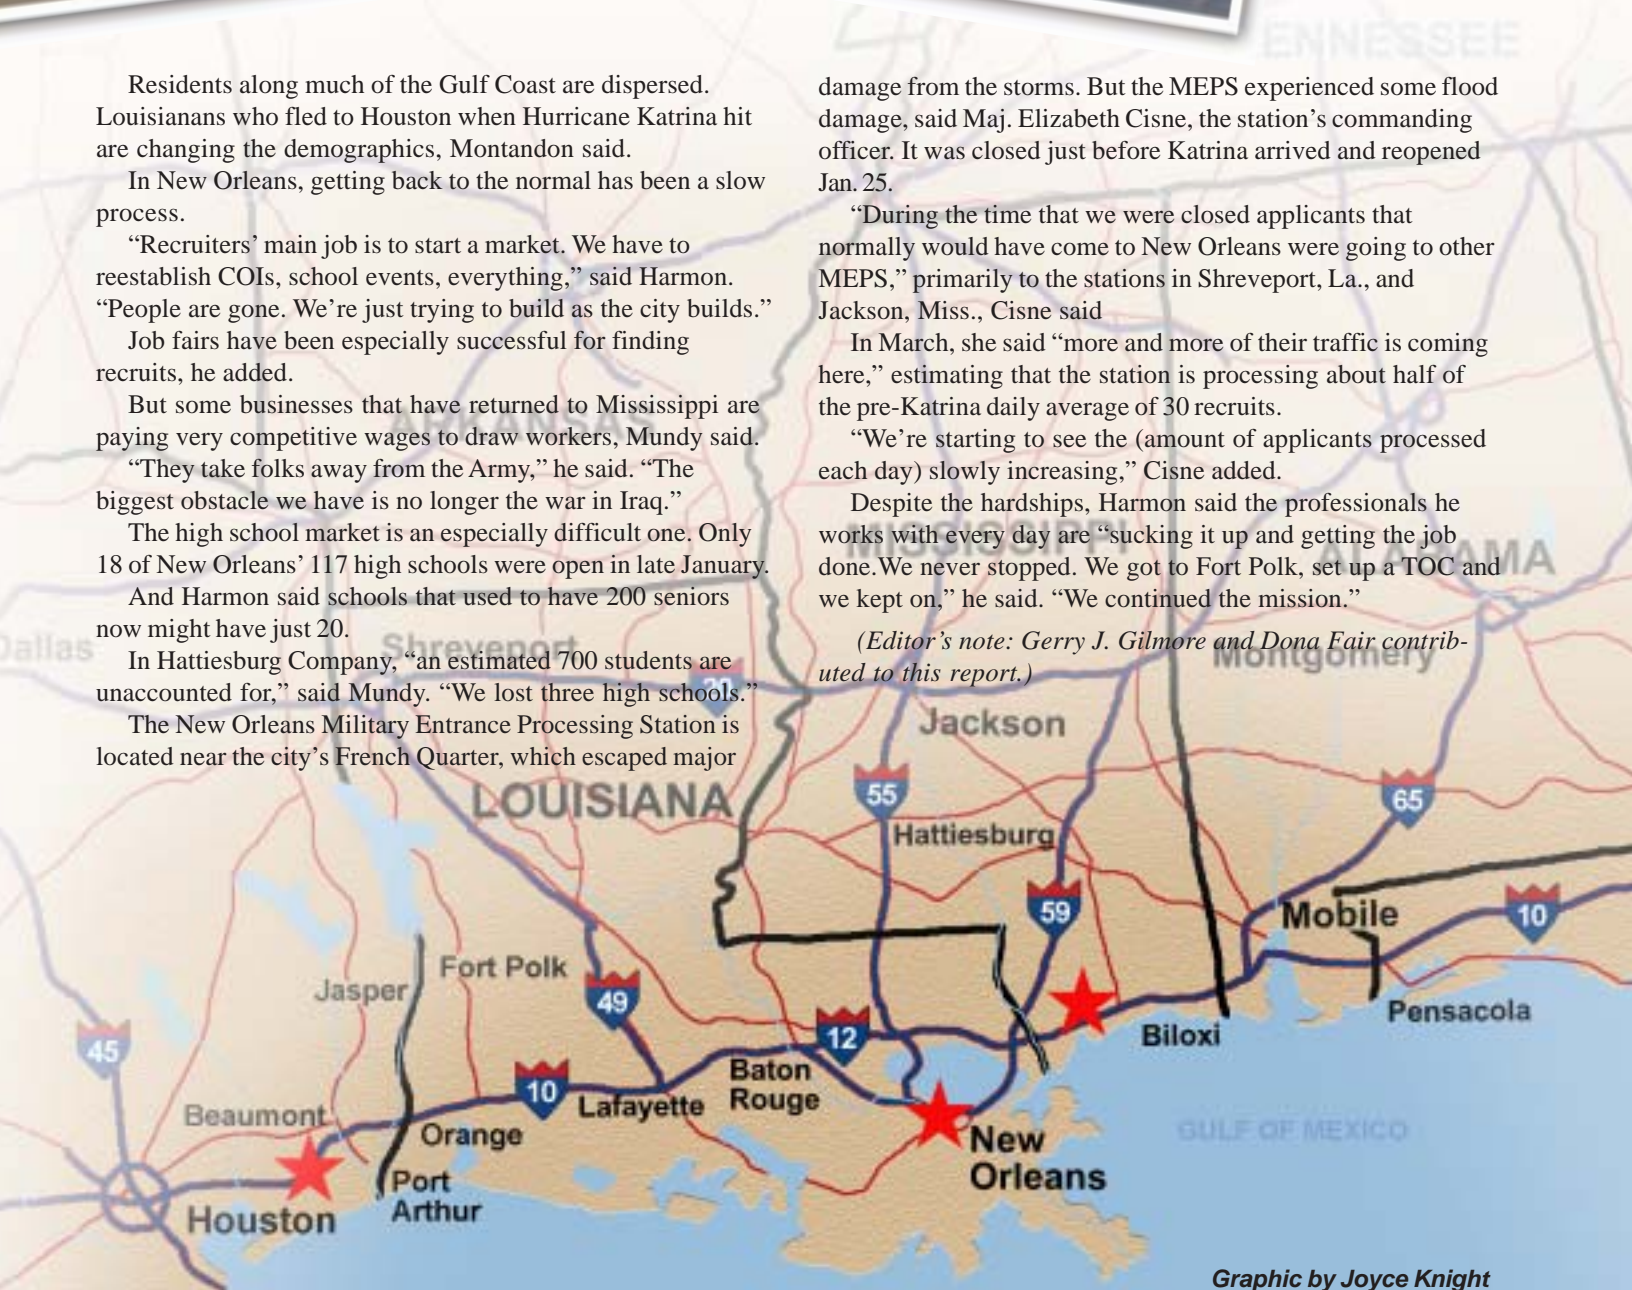 Residents along much of the Gulf Coast are dispersed.
Louisianans who fled to Houston when Hurricane Katrina hit
are changing the demographics, Montandon said.
In New Orleans, getting back to the normal has been a slow
process.
“Recruiters’ main job is to start a market. We have to
reestablish COIs, school events, everything,” said Harmon.
“People are gone. We’re just trying to build as the city builds.”
Job fairs have been especially successful for finding
recruits, he added.
But some businesses that have returned to Mississippi are
paying very competitive wages to draw workers, Mundy said.
“They take folks away from the Army,” he said. “The
biggest obstacle we have is no longer the war in Iraq.”
The high school market is an especially difficult one. Only
18 of New Orleans’ 117 high schools were open in late January.
And Harmon said schools that used to have 200 seniors
now might have just 20.
In Hattiesburg Company, “an estimated 700 students are
unaccounted for,” said Mundy. “We lost three high schools.”
The New Orleans Military Entrance Processing Station is
located near the city’s French Quarter, which escaped major
damage from the storms. But the MEPS experienced some flood
damage, said Maj. Elizabeth Cisne, the station’s commanding
officer. It was closed just before Katrina arrived and reopened
Jan. 25.
“During the time that we were closed applicants that
normally would have come to New Orleans were going to other
MEPS,” primarily to the stations in Shreveport, La., and
Jackson, Miss., Cisne said
In March, she said “more and more of their traffic is coming
here,” estimating that the station is processing about half of
the pre-Katrina daily average of 30 recruits.
“We’re starting to see the (amount of applicants processed
each day) slowly increasing,” Cisne added.
Despite the hardships, Harmon said the professionals he
works with every day are “sucking it up and getting the job
done.We never stopped. We got to Fort Polk, set up a TOC and
we kept on,” he said. “We continued the mission.”
(Editor’s note: Gerry J. Gilmore and Dona Fair contrib-
uted to this report.)
ENNESSEE
ARKANSAS
MISSISSIPPI
ALABAMA
Dallas
Shreveport
20
Montgomery
Jackson
LOUISIANA
55
65
Hattiesburg
59
Mobile
10
Fort Polk
Jasper
49
Pensacola
45
12
Biloxi
10
Baton
Rouge
Lafayette
Beaumont
Orange
New
Orleans
GULF OF MEXICO
Port
Arthur
Houston
Graphic by Joyce Knight